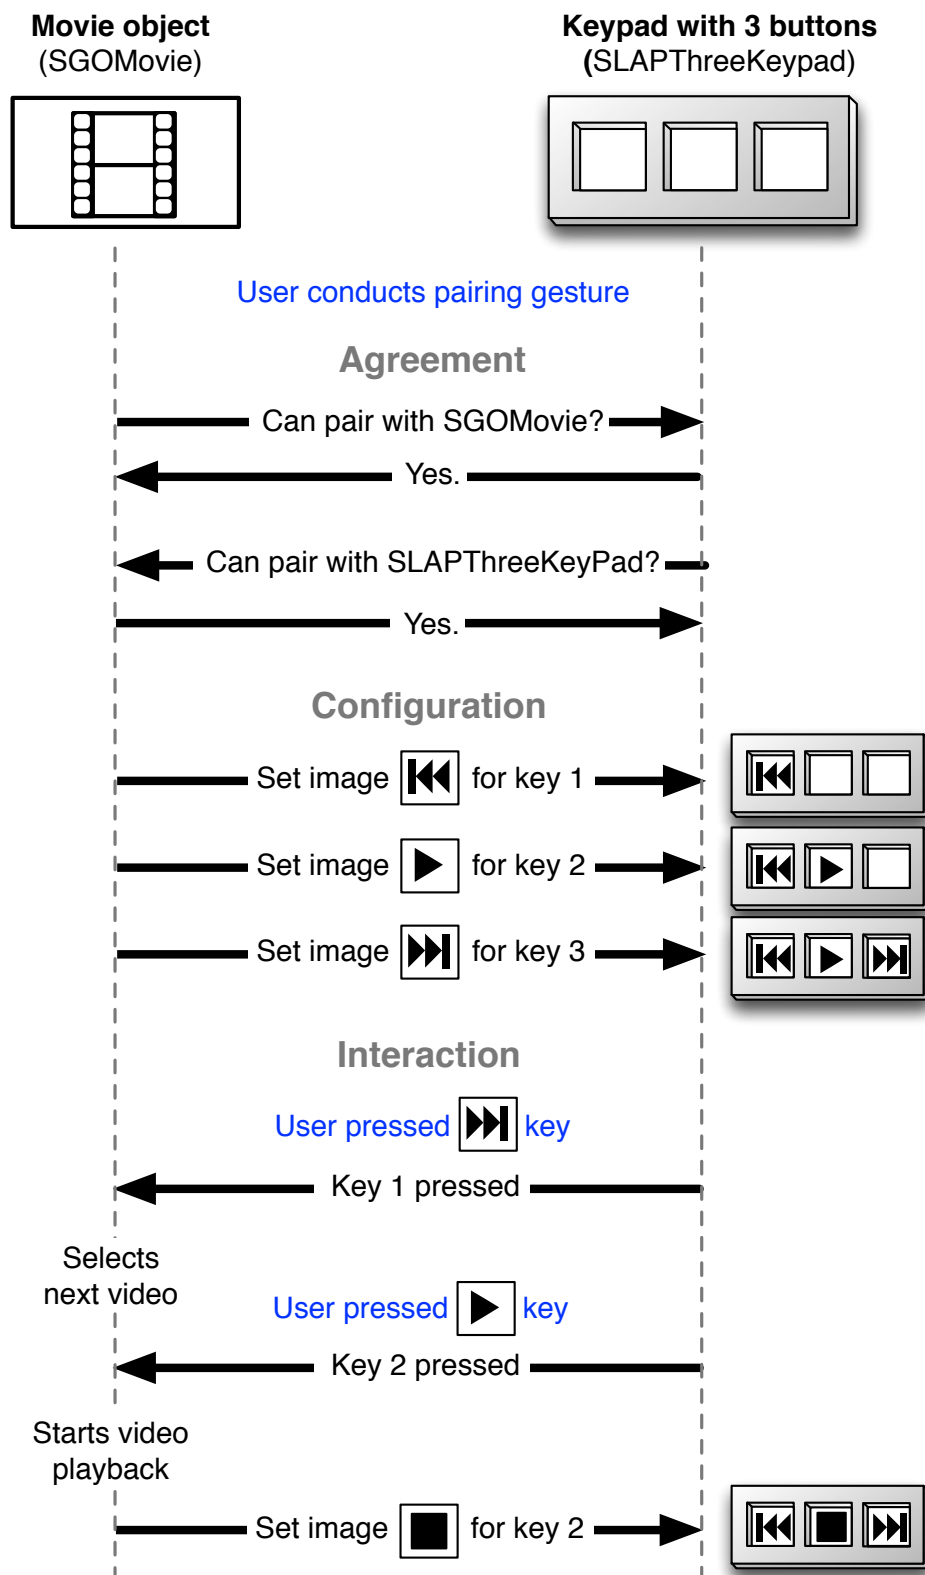 Movie object
(SGOMovie)
Keypad with 3 buttons
(SLAPThreeKeypad)
User conducts pairing gesture
Agreement
Can pair with SGOMovie?
Yes.
Can pair with SLAPThreeKeyPad?
Yes.
Configuration
Set image for key 1
Set image for key 2
Set image for key 3
Interaction
User pressed key
Key 1 pressed
Selects
next video
User pressed key
Key 2 pressed
Starts video
playback
Set image for key 2